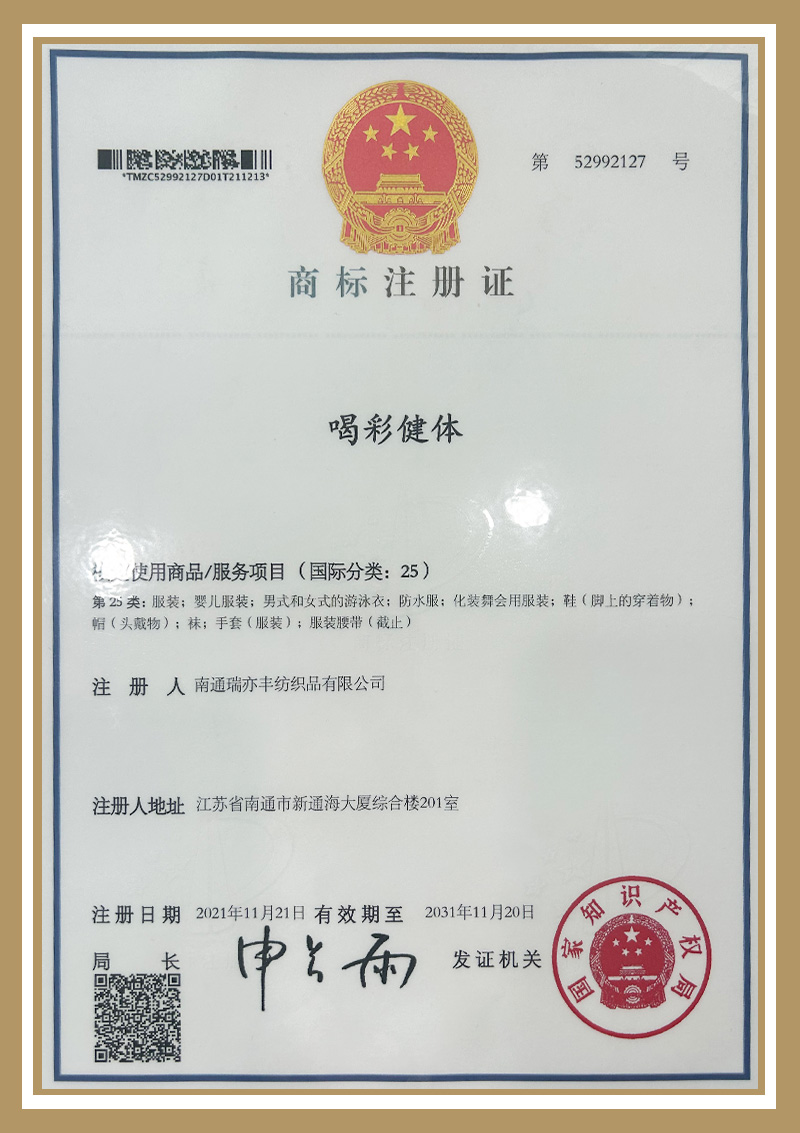 *TMZC52992127D01T211213*
第 52992127 号
商标注册证
喝彩健体
使用商品/服务项目（国际分类：25）
第 25 类：服装；婴儿服装；男式和女式的游泳衣；防水服；化装舞会用服装；鞋（脚上的穿着物）；
帽（头戴物）；袜；手套（服装）；服装腰带（截止）
注 册 人 南通瑞亦丰纺织品有限公司
注册人地址 江苏省南通市新通海大厦综合楼201室
注册日期 2021年11月21日 有效期至 2031年11月20日
局 长 申长雨 发证机关
国家知识产权局